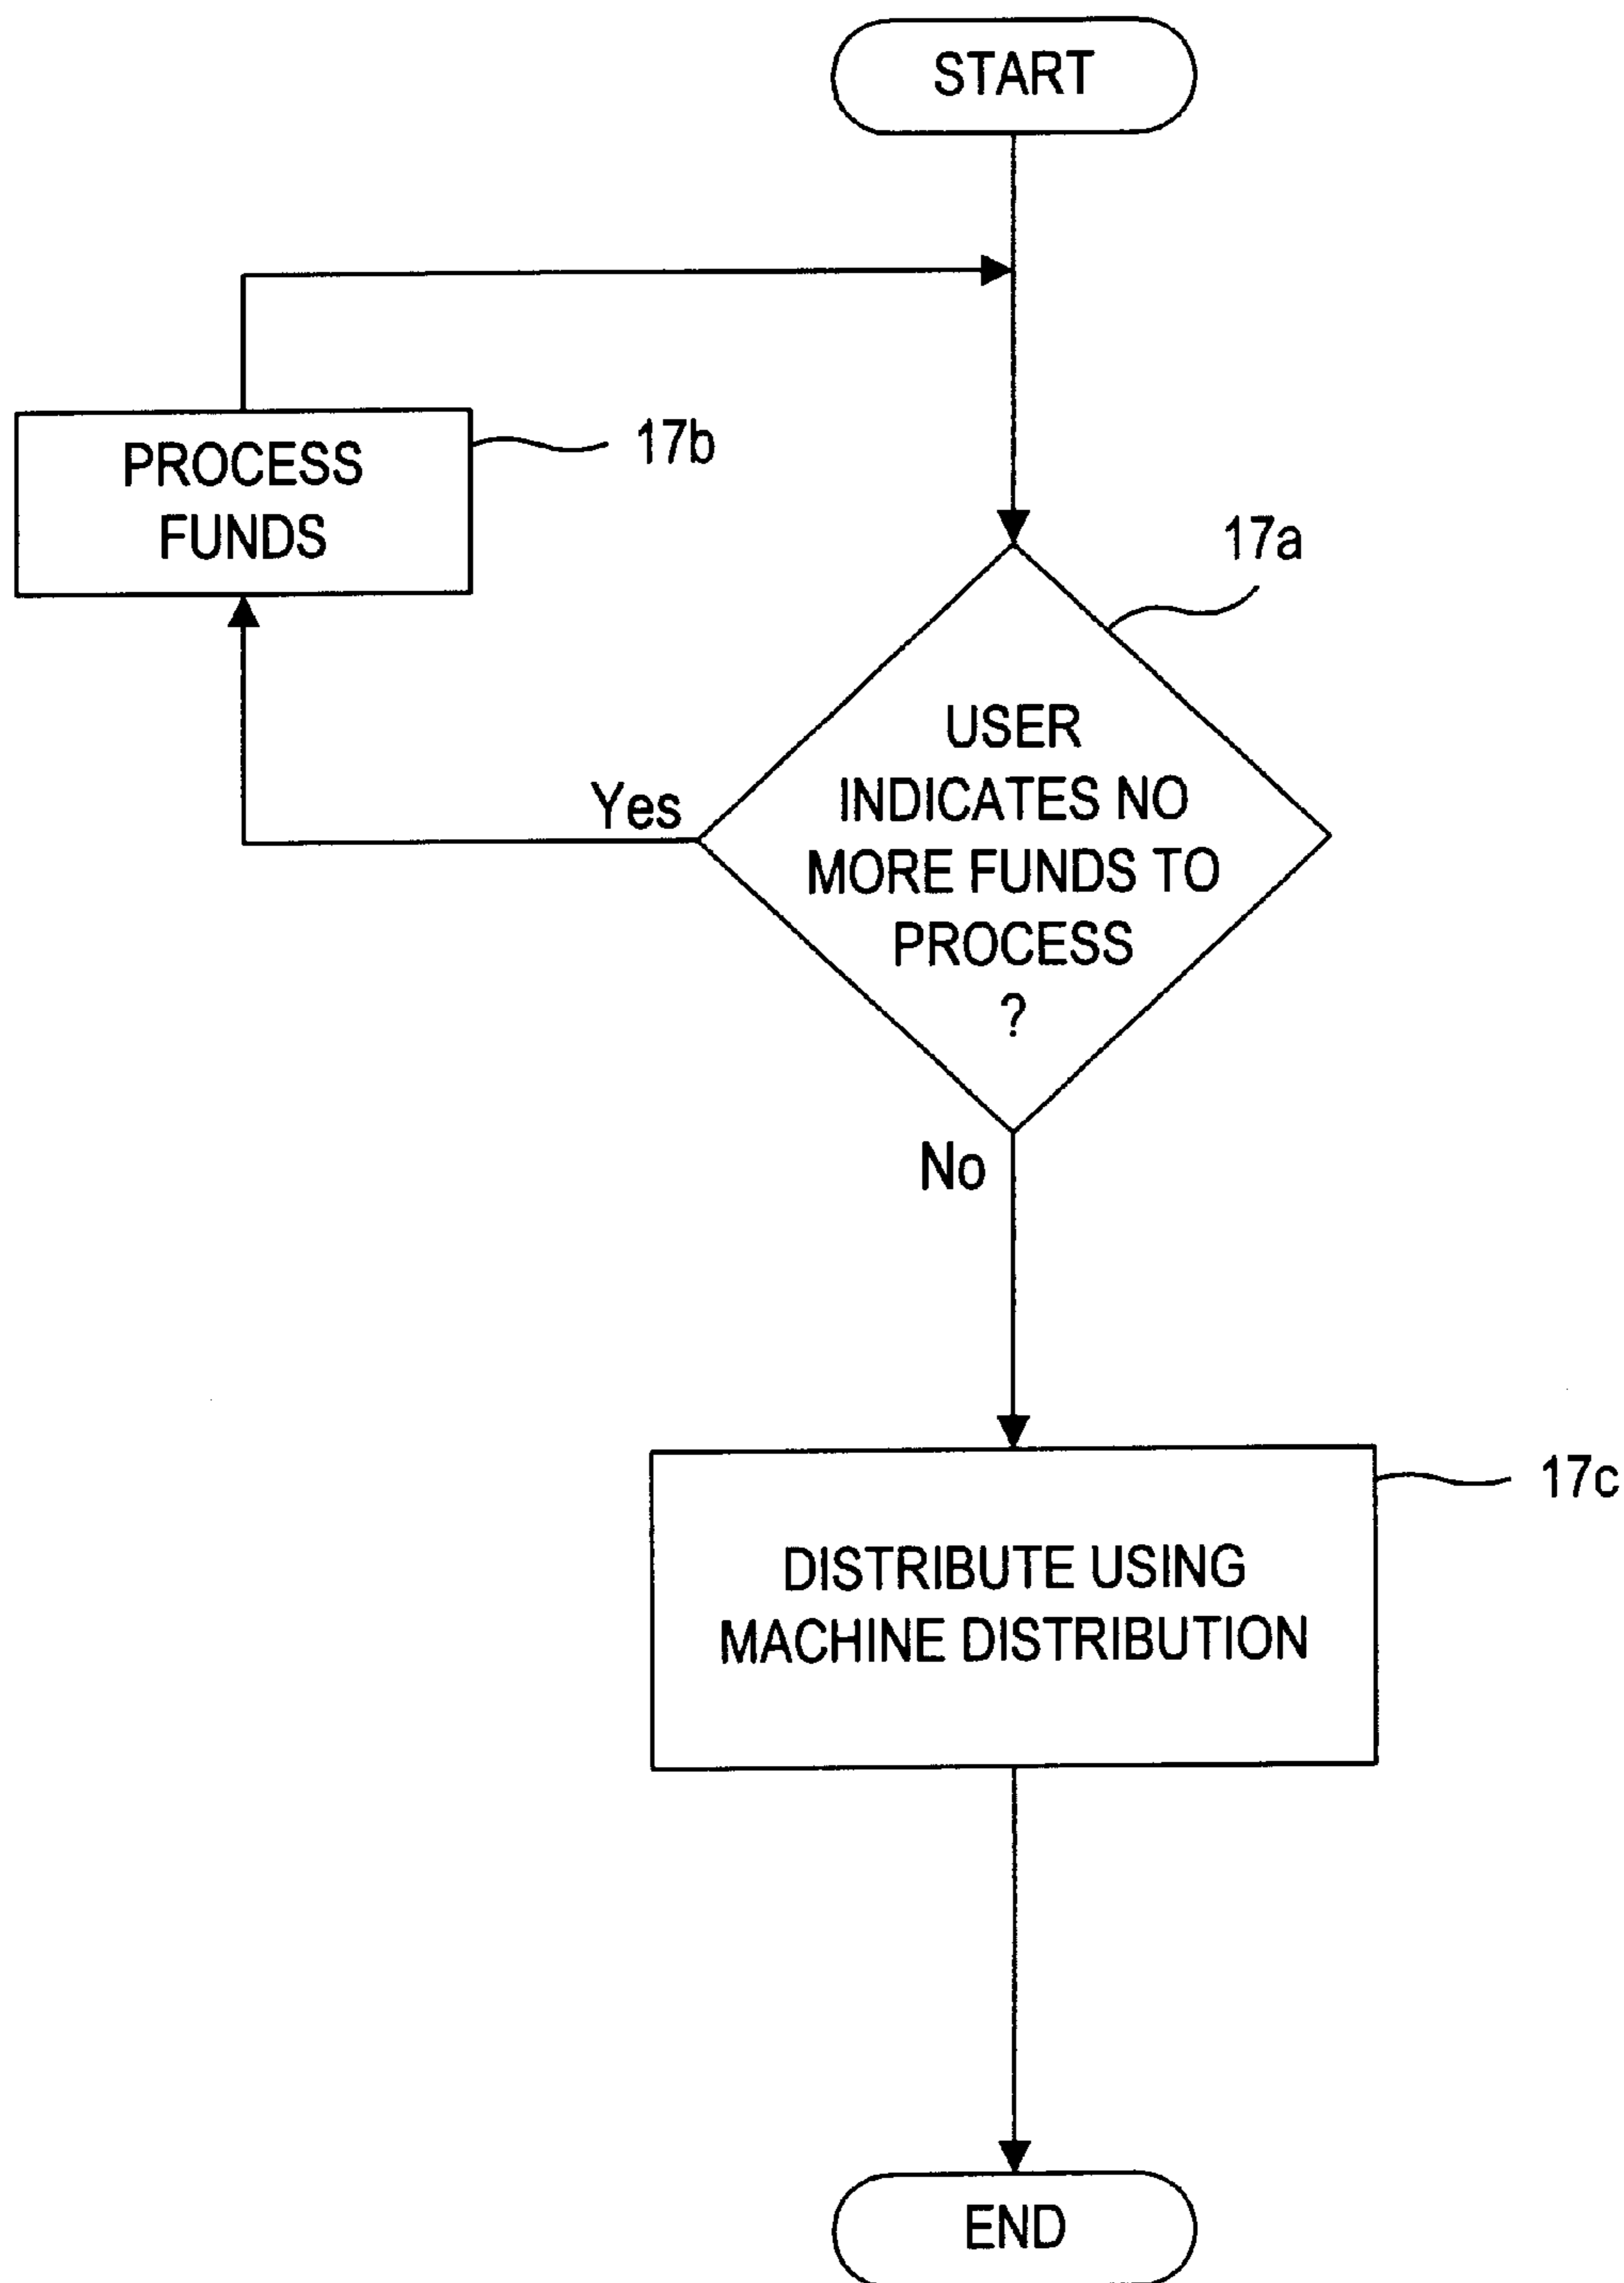 START
PROCESS
FUNDS
17b
17a
USER
INDICATES NO
MORE FUNDS TO
PROCESS
?
Yes
No
17c
DISTRIBUTE USING
MACHINE DISTRIBUTION
END